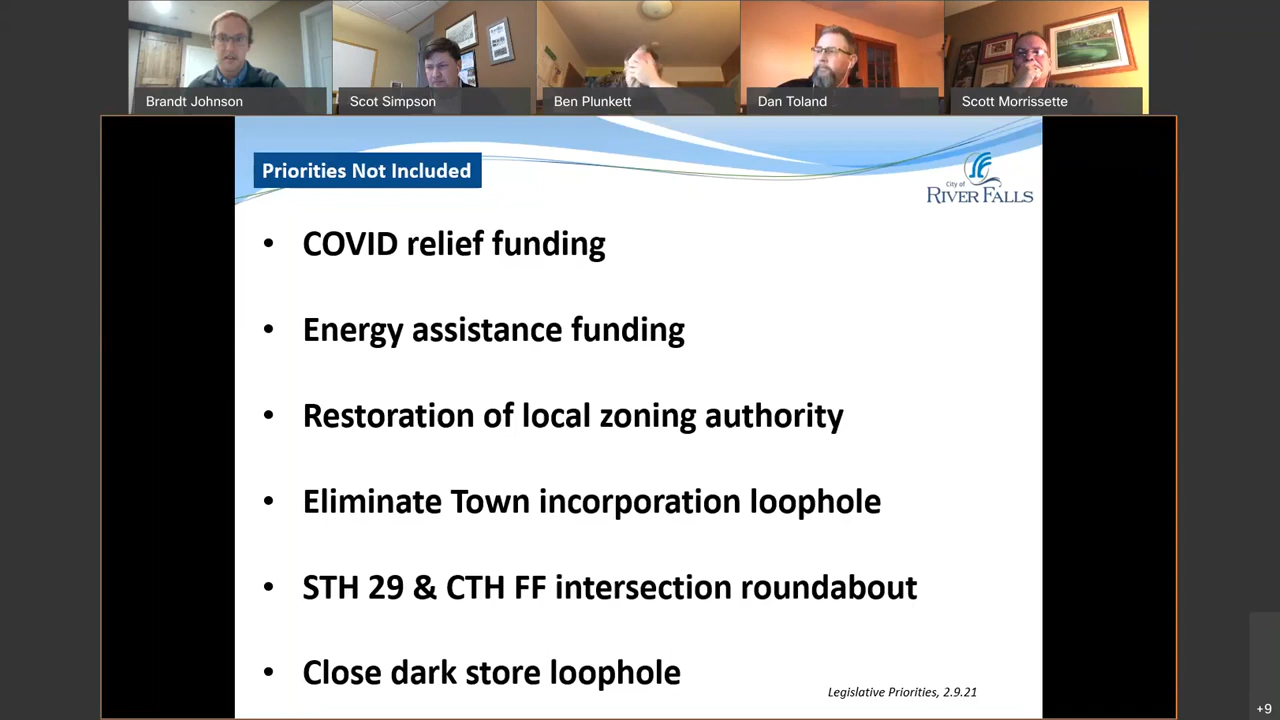 Brandt Johnson
Scot Simpson
Ben Plunkett
Dan Toland
Scott Morrissette
Priorities Not Included
City of
RIVER FALLS
• COVID relief funding
• Energy assistance funding
• Restoration of local zoning authority
• Eliminate Town incorporation loophole
• STH 29 & CTH FF intersection roundabout
• Close dark store loophole
Legislative Priorities, 2.9.21
+9